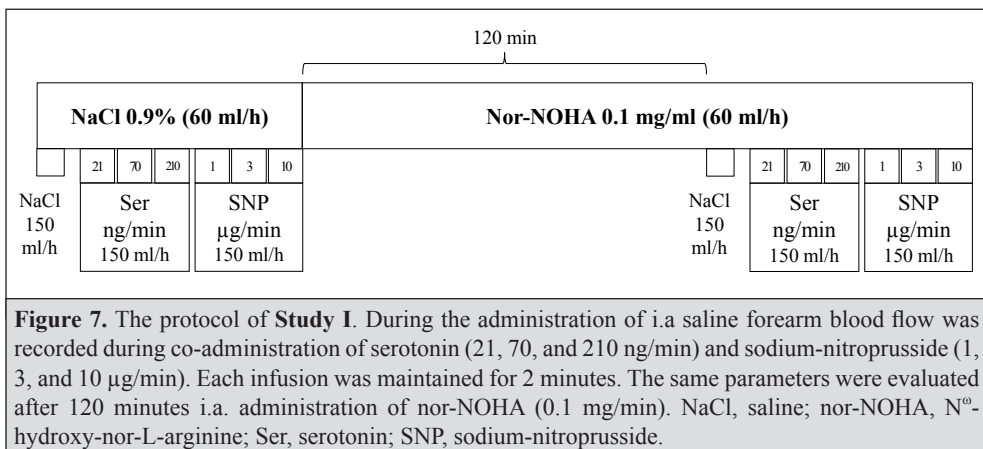 120 min
NaCl 0.9% (60 ml/h) Nor-NOHA 0.1 mg/ml (60 ml/h)
21 70 210 1 3 10 21 70 210 1 3 10
NaCl Ser SNP NaCl Ser SNP
150 ng/min µg/min 150 ng/min µg/min
ml/h 150 ml/h 150 ml/h ml/h 150 ml/h 150 ml/h
Figure 7. The protocol of Study I. During the administration of i.a saline forearm blood flow was
recorded during co-administration of serotonin (21, 70, and 210 ng/min) and sodium-nitroprusside (1,
3, and 10 µg/min). Each infusion was maintained for 2 minutes. The same parameters were evaluated
after 120 minutes i.a. administration of nor-NOHA (0.1 mg/min). NaCl, saline; nor-NOHA, Nω-
hydroxy-nor-L-arginine; Ser, serotonin; SNP, sodium-nitroprusside.